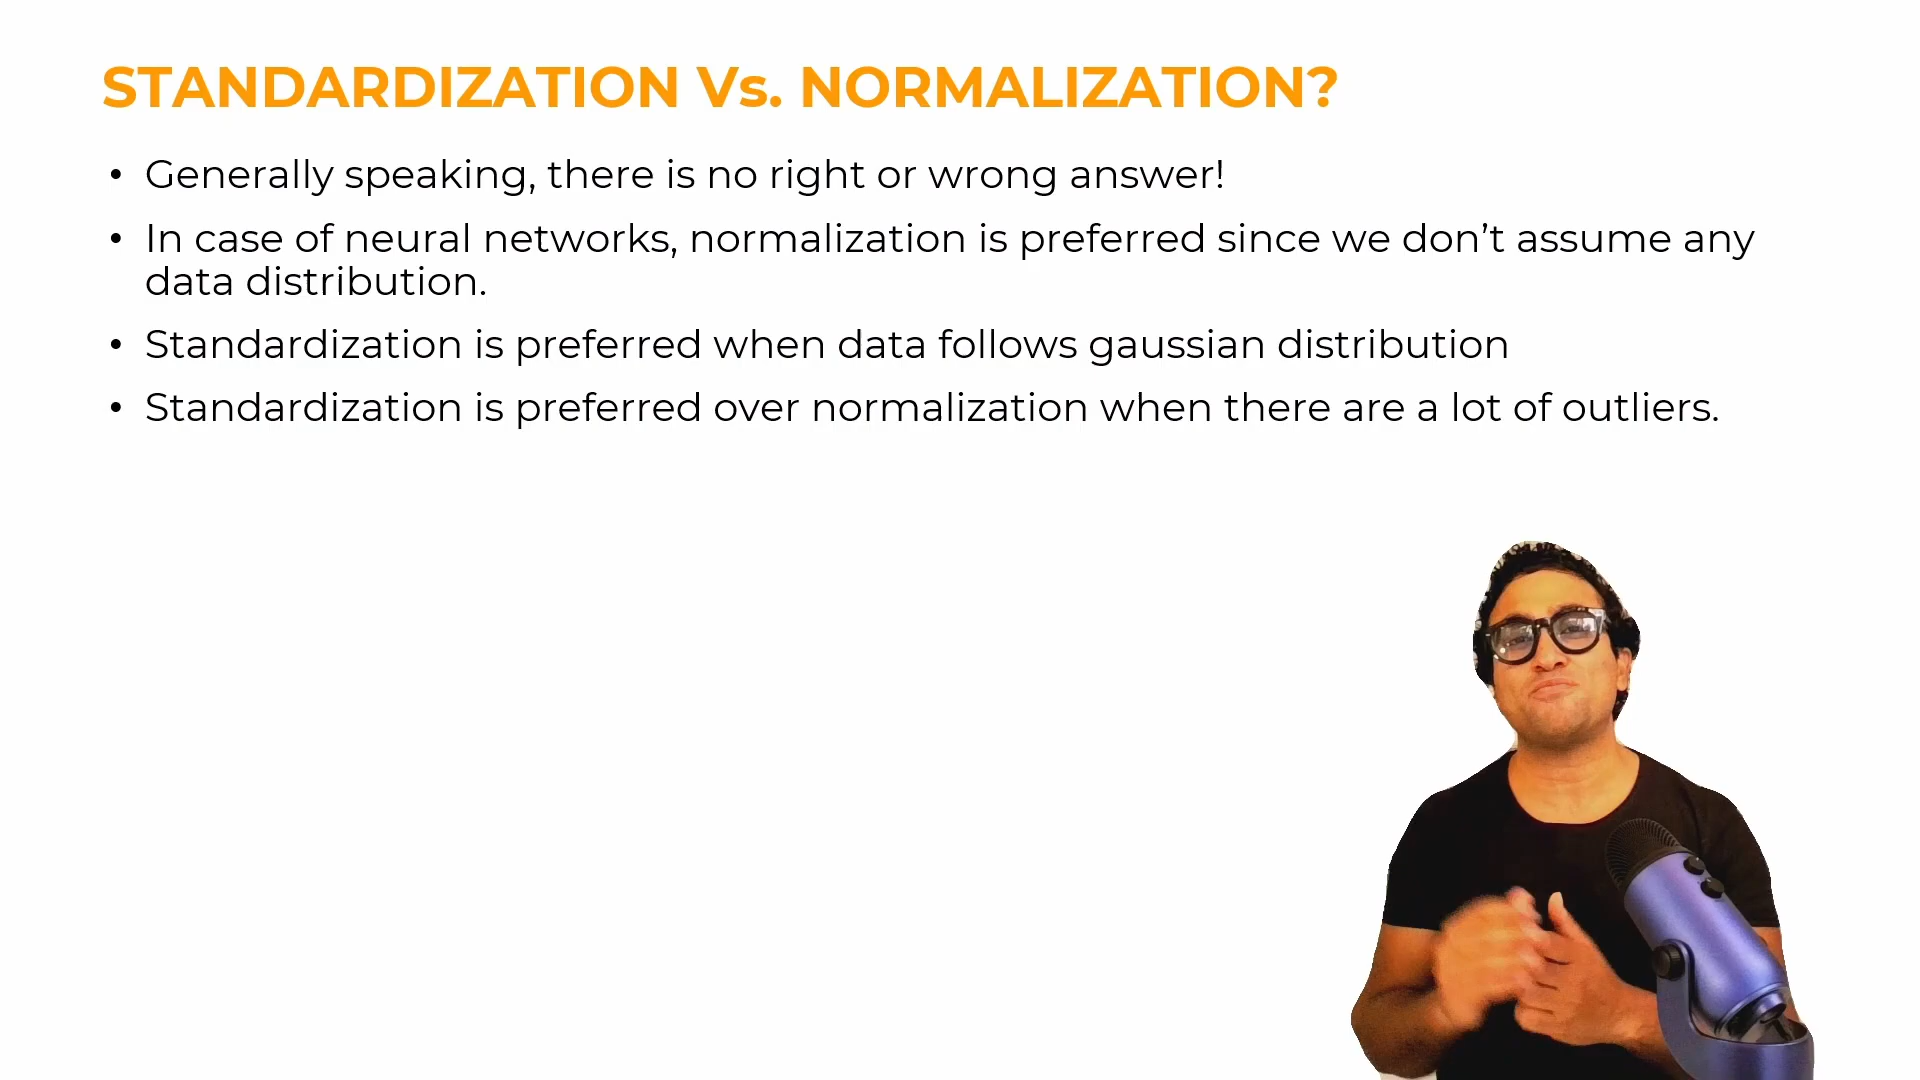 STANDARDIZATION Vs. NORMALIZATION?
• Generally speaking, there is no right or wrong answer!
• In case of neural networks, normalization is preferred since we don’t assume any
data distribution.
• Standardization is preferred when data follows gaussian distribution
• Standardization is preferred over normalization when there are a lot of outliers.